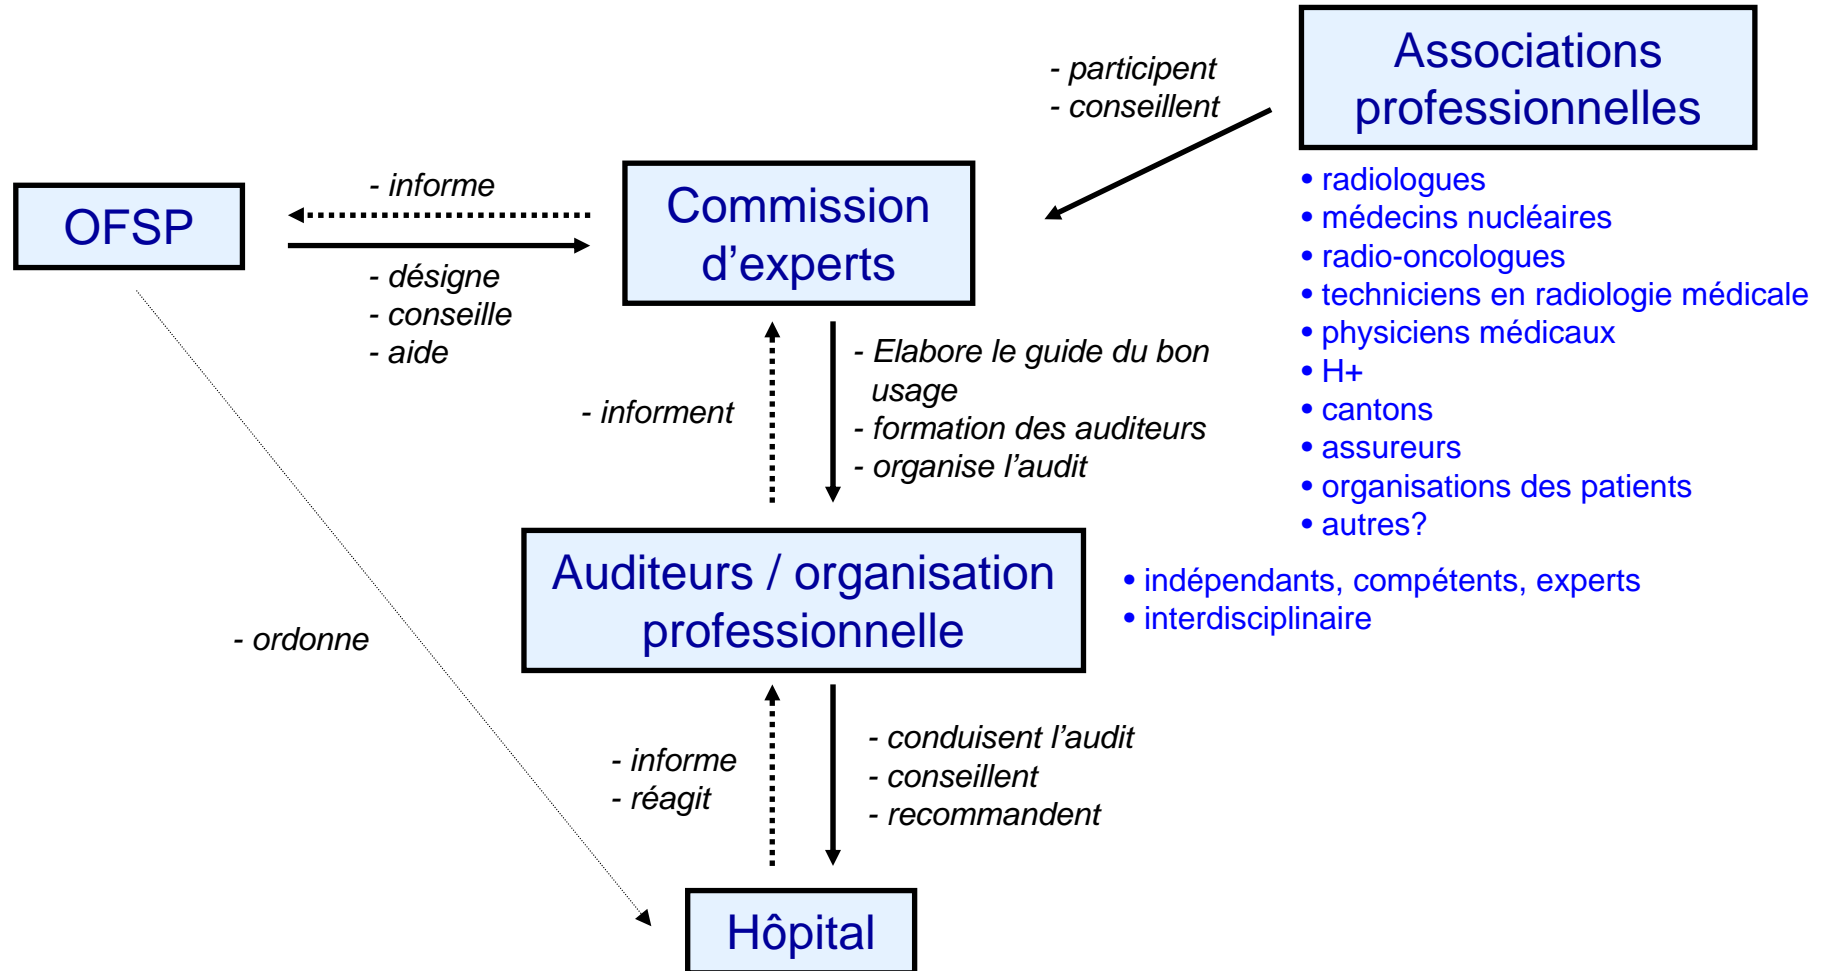 Associations
professionnelles
- participent
- conseillent
• radiologues
• médecins nucléaires
• radio-oncologues
• techniciens en radiologie médicale
• physiciens médicaux
• H+
• cantons
• assureurs
• organisations des patients
• autres?
OFSP
- informe
- désigne
- conseille
- aide
Commission
d’experts
- informent
- Elabore le guide du bon
usage
- formation des auditeurs
- organise l’audit
Auditeurs / organisation
professionnelle
• indépendants, compétents, experts
• interdisciplinaire
- ordonne
- informe
- réagit
- conduisent l’audit
- conseillent
- recommandent
Hôpital